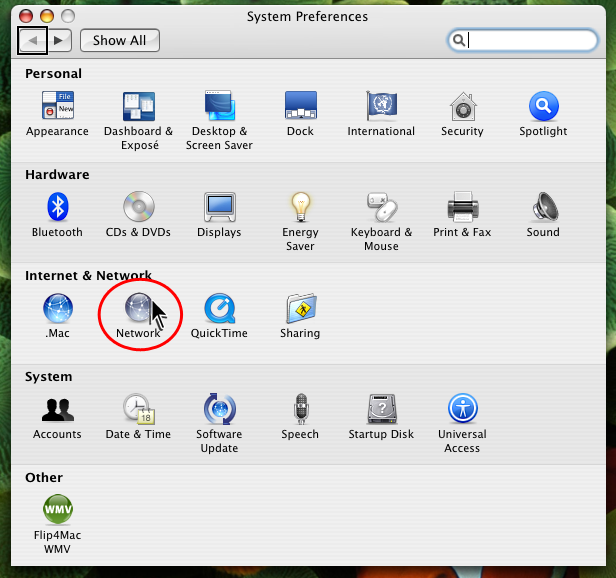 System Preferences
Show All
Personal
File
New
Appearance
Dashboard &
Exposé
Desktop &
Screen Saver
Dock
International
Security
Spotlight
Hardware
Bluetooth
CDs & DVDs
Displays
Energy
Saver
Keyboard &
Mouse
Print & Fax
Sound
Internet & Network
.Mac
Network
QuickTime
Sharing
System
18
?
Accounts
Date & Time
Software
Update
Speech
Startup Disk
Universal
Access
Other
WMV
Flip4Mac
WMV